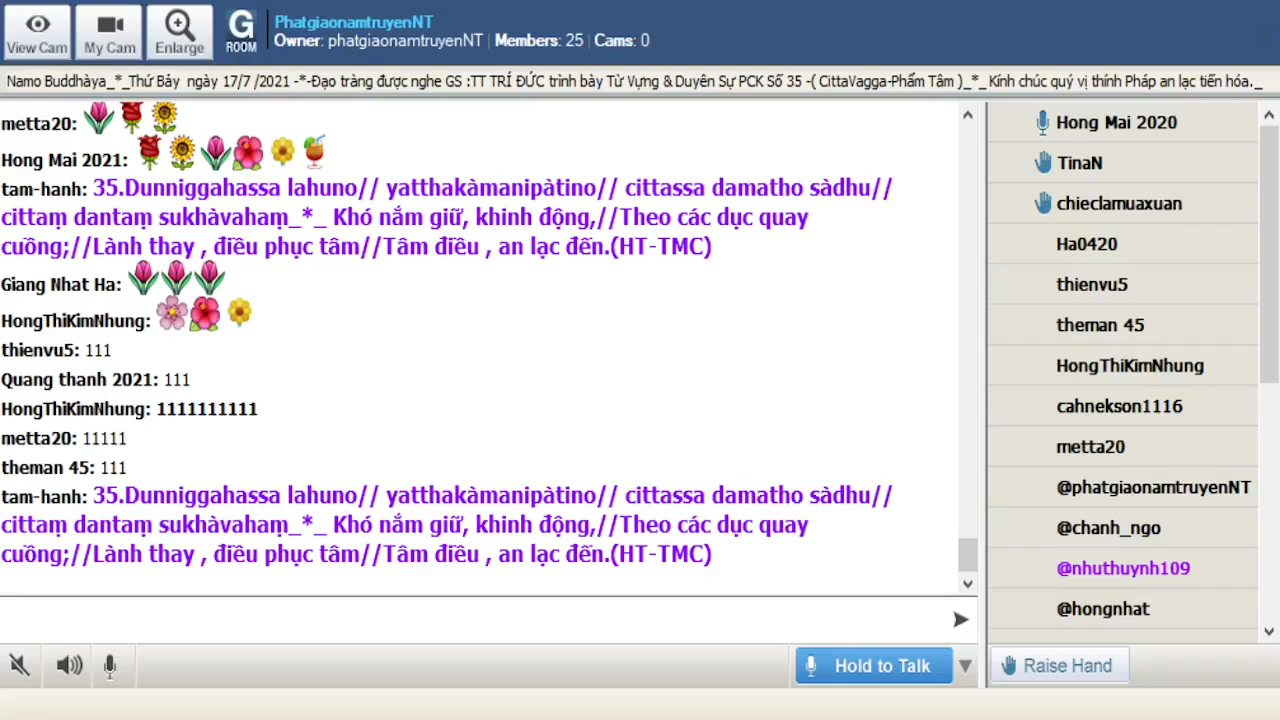 View Cam
My Cam
Enlarge
G
ROOM
PhatgiaonamtruyenNT
Owner: phatgiaonamtruyenNT | Members: 25 | Cams: 0
Namo Buddhàya_*_Thứ Bảy ngày 17/7 /2021 -*-Đạo tràng được nghe GS :TT TRÍ ĐỨC trình bày Từ Vựng & Duyên Sự PCK Số 35 -( CittaVagga-Phẩm Tâm )_*_ Kính chúc quý vị thính Pháp an lạc tiến hóa._
metta20:
Hong Mai 2021:
tam-hanh: 35.Dunniggahassa lahuno// yatthakàmanipàtino// cittassa damatho sàdhu//
cittaṃ dantaṃ sukhàvahaṃ_*_ Khó nắm giữ, khinh động,//Theo các dục quay
cuồng;//Lành thay , điều phục tâm//Tâm điều , an lạc đến.(HT-TMC)
Giang Nhat Ha:
HongThiKimNhung:
thienvu5: 111
Quang thanh 2021: 111
HongThiKimNhung: 1111111111
metta20: 11111
theman 45: 111
tam-hanh: 35.Dunniggahassa lahuno// yatthakàmanipàtino// cittassa damatho sàdhu//
cittaṃ dantaṃ sukhàvahaṃ_*_ Khó nắm giữ, khinh động,//Theo các dục quay
cuồng;//Lành thay , điều phục tâm//Tâm điều , an lạc đến.(HT-TMC)
Hong Mai 2020
TinaN
chieclamuaxuan
Ha0420
thienvu5
theman 45
HongThiKimNhung
cahnekson1116
metta20
@phatgiaonamtruyenNT
@chanh_ngo
@nhuthuynh109
@hongnhat
Hold to Talk
Raise Hand